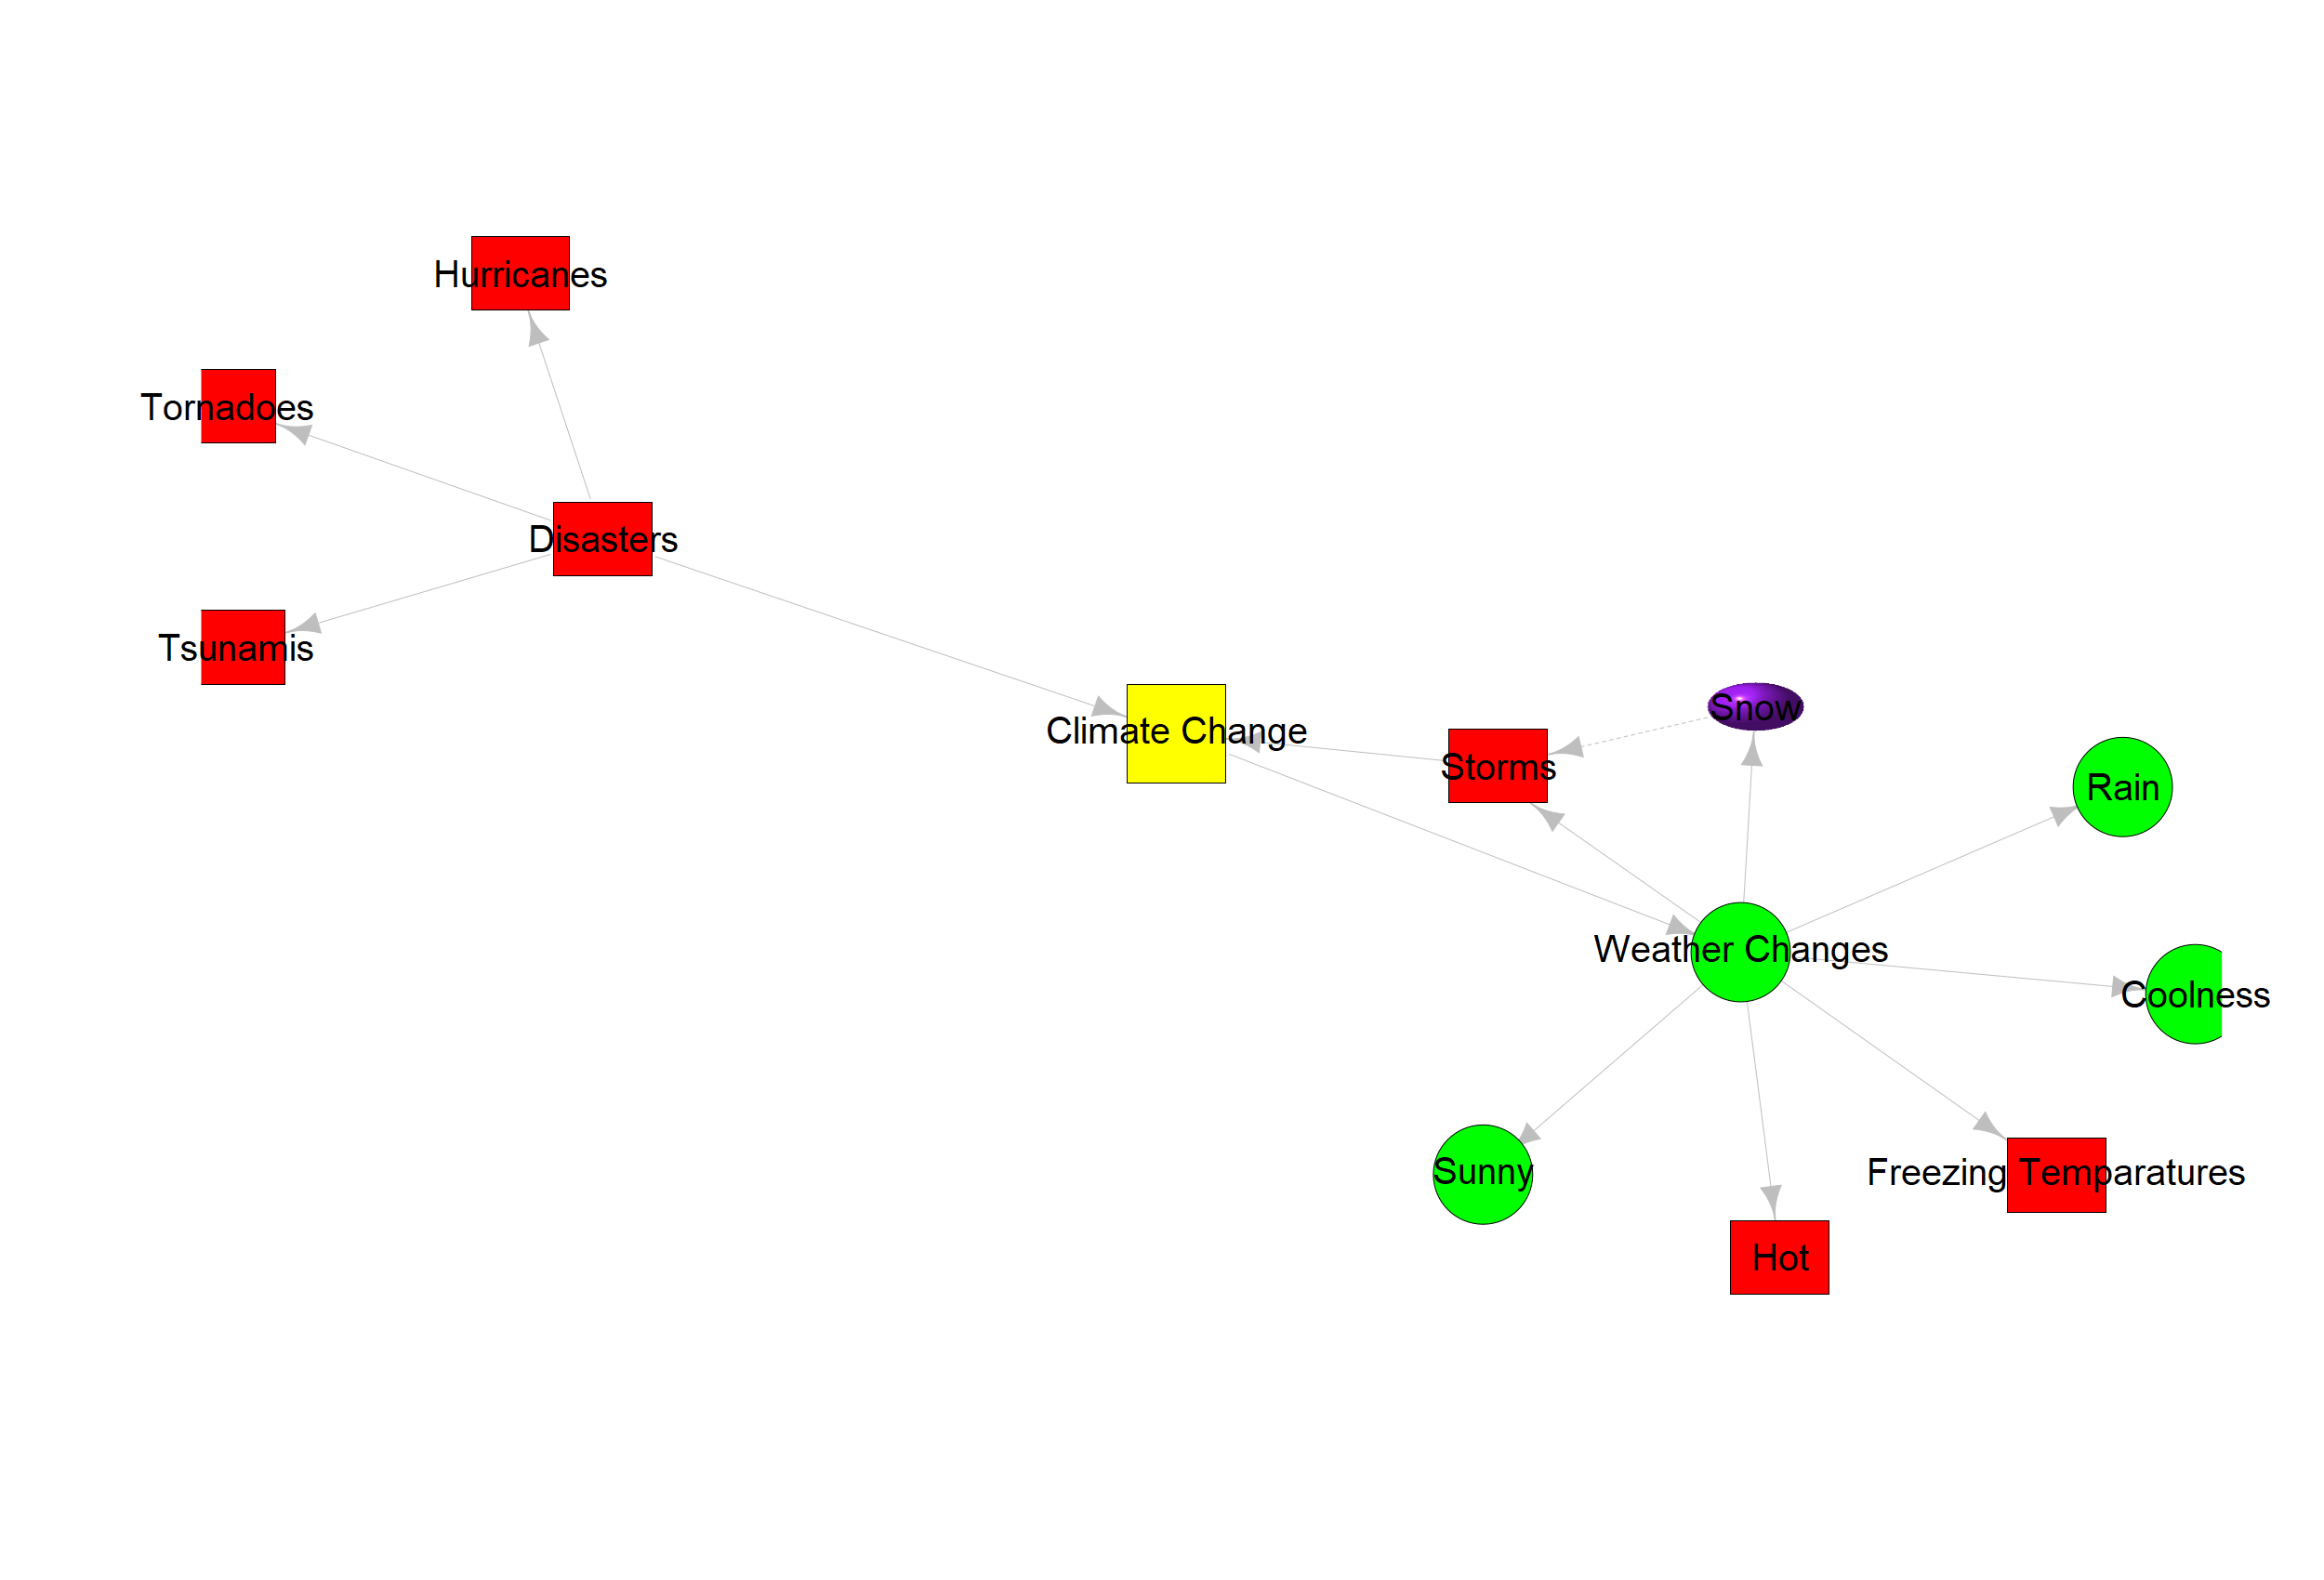 Hurricanes
Tornadoes
Disasters
Tsunamis
Climate Change
Storms
Snow
Rain
Weather Changes
Coolness
Sunny
Freezing Temparatures
Hot